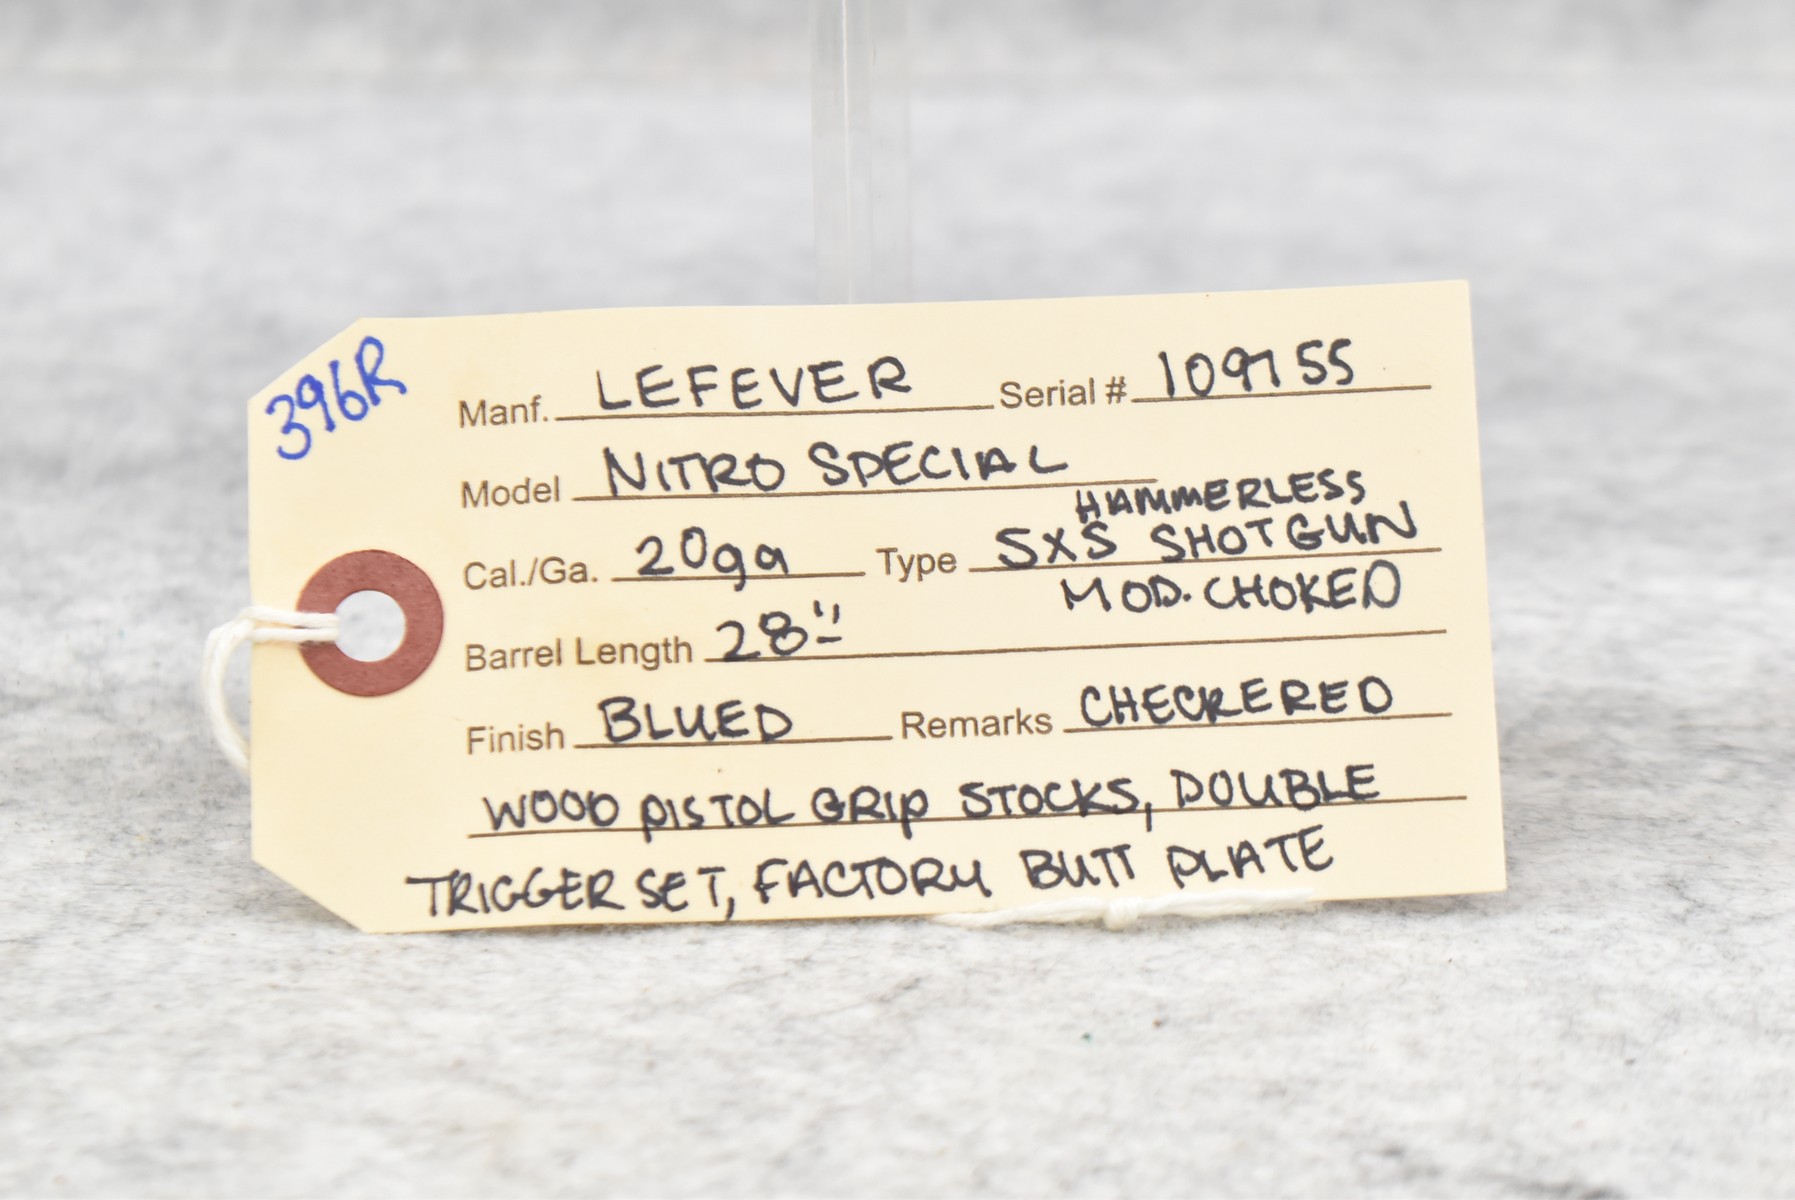 396R
Manf. LEFEVER Serial # 109755
Model NITRO SPECIAL
HAMMERLESS
Cal./Ga. 20ga Type SXS SHOTGUN
MOD. CHOKED
Barrel Length 28"
Finish BLUED Remarks CHECKERED
WOOD PISTOL GRIP STOCKS, DOUBLE
TRIGGER SET, FACTORY BUTT PLATE